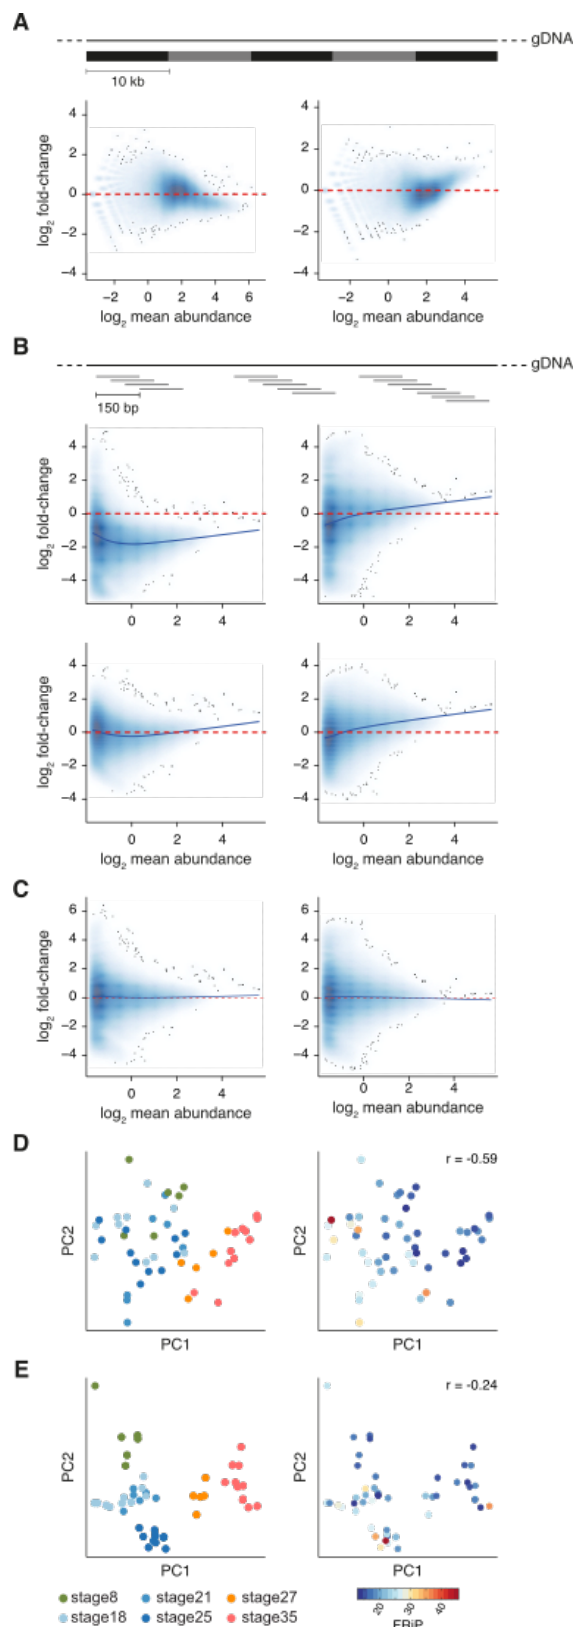 A
gDNA
10 kb
log2 fold-change
4
2
0
−2
−4
−2 0 2 4 6
log2 mean abundance
4
2
0
−2
−4
−2 0 2 4
log2 mean abundance
B
gDNA
150 bp
log2 fold-change
4
2
0
−2
−4
0 2 4
4
2
0
−2
−4
0 2 4
log2 fold-change
4
2
0
−2
−4
0 2 4
log2 mean abundance
4
2
0
−2
−4
0 2 4
log2 mean abundance
C
log2 fold-change
6
4
2
0
−2
−4
0 2 4
log2 mean abundance
6
4
2
0
−2
−4
0 2 4
log2 mean abundance
D
PC2
PC1
r = -0.59
PC2
PC1
E
PC2
PC1
r = -0.24
PC2
PC1
stage8 stage21 stage27
stage18 stage25 stage35
20 30 40
FRiP